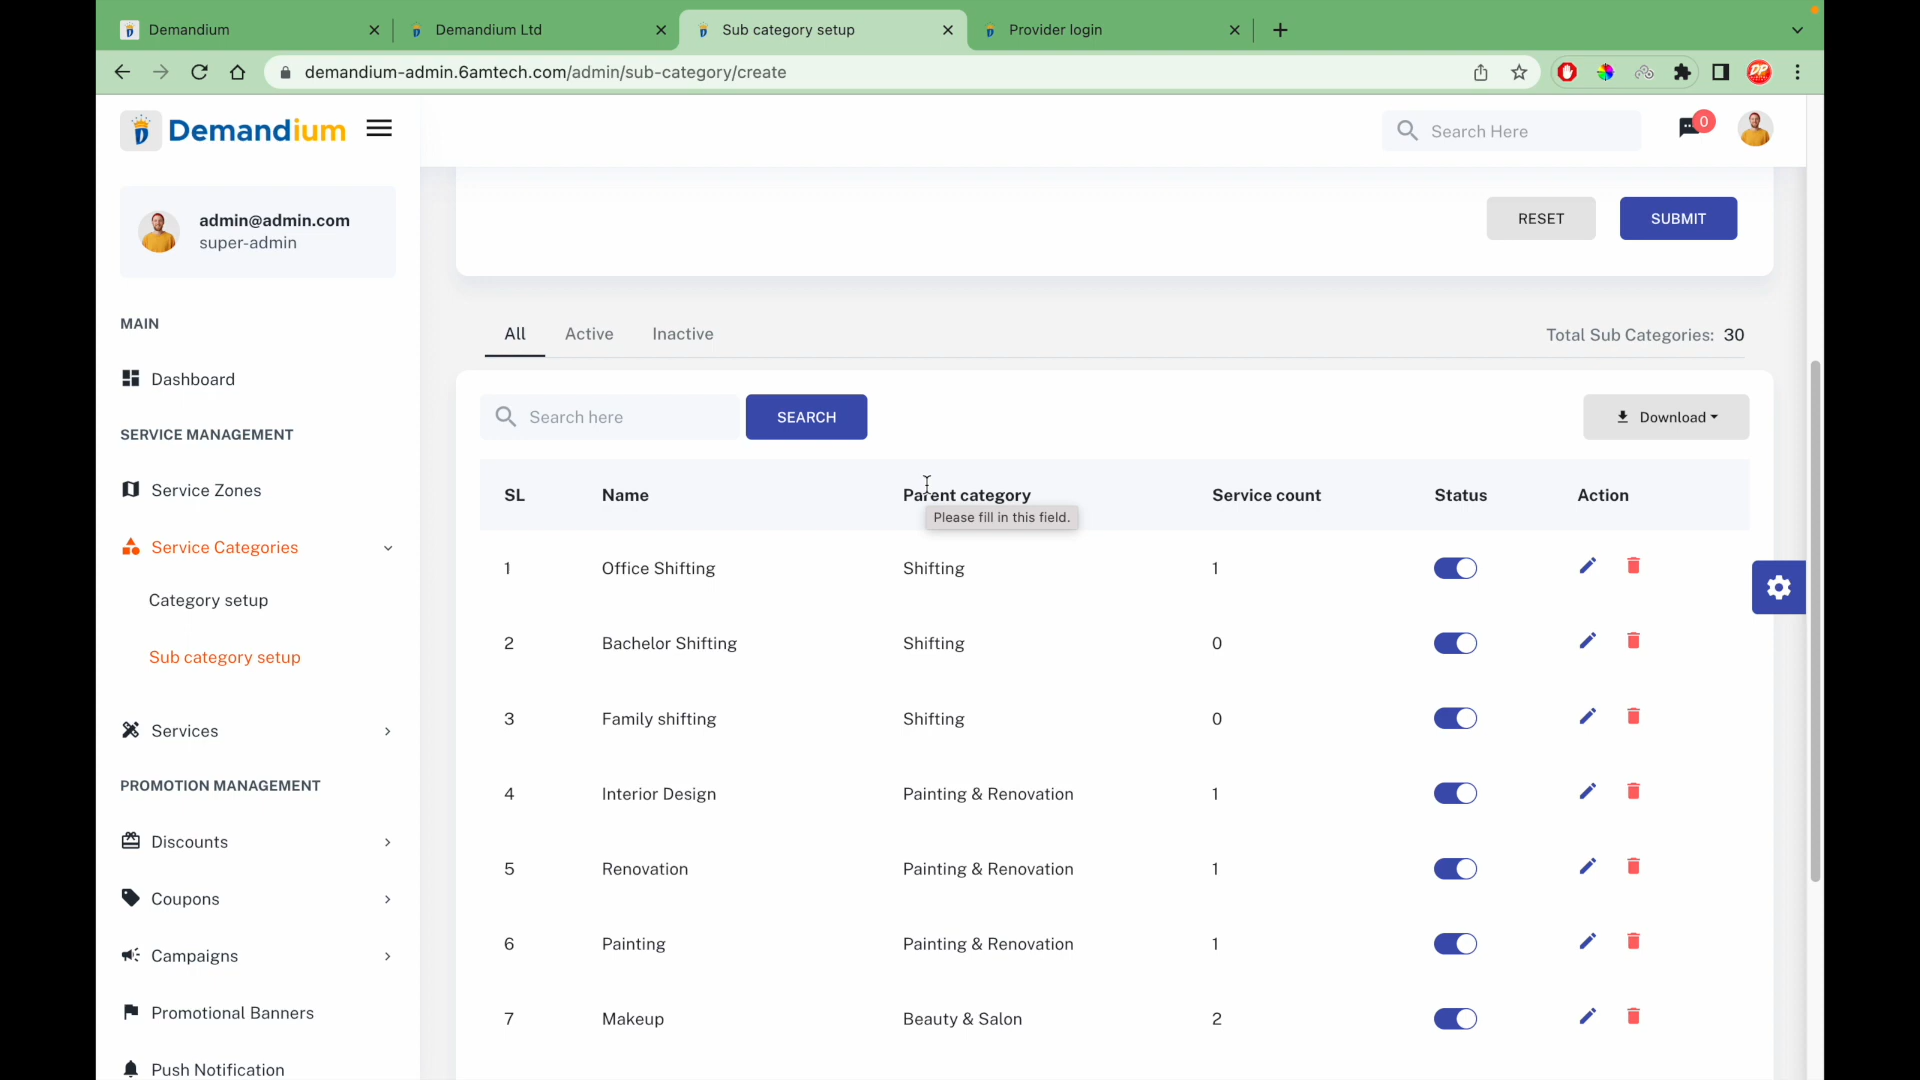 Demandium
Demandium Ltd
Sub category setup
Provider login
demandium-admin.6amtech.com/admin/sub-category/create
DP
Demandium
Search Here
0
admin@admin.com
super-admin
RESET
SUBMIT
MAIN
All
Active
Inactive
Total Sub Categories: 30
Dashboard
Search here
SEARCH
Download
SERVICE MANAGEMENT
Service Zones
SL
Name
Parent category
Service count
Status
Action
Please fill in this field.
Service Categories
1
Office Shifting
Shifting
1
Category setup
2
Bachelor Shifting
Shifting
0
Sub category setup
3
Family shifting
Shifting
0
Services
PROMOTION MANAGEMENT
4
Interior Design
Painting & Renovation
1
Discounts
5
Renovation
Painting & Renovation
1
Coupons
6
Painting
Painting & Renovation
1
Campaigns
7
Makeup
Beauty & Salon
2
Promotional Banners
Push Notification